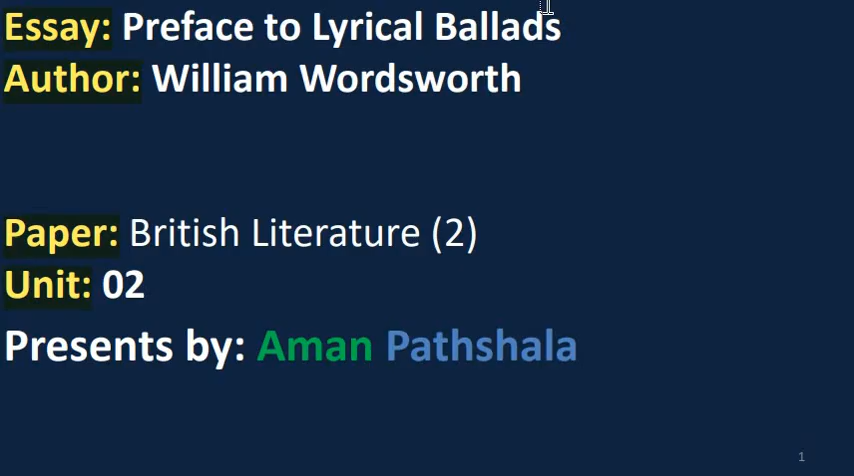 Essay: Preface to Lyrical Ballads
Author: William Wordsworth
Paper: British Literature (2)
Unit: 02
Presents by: Aman Pathshala
1